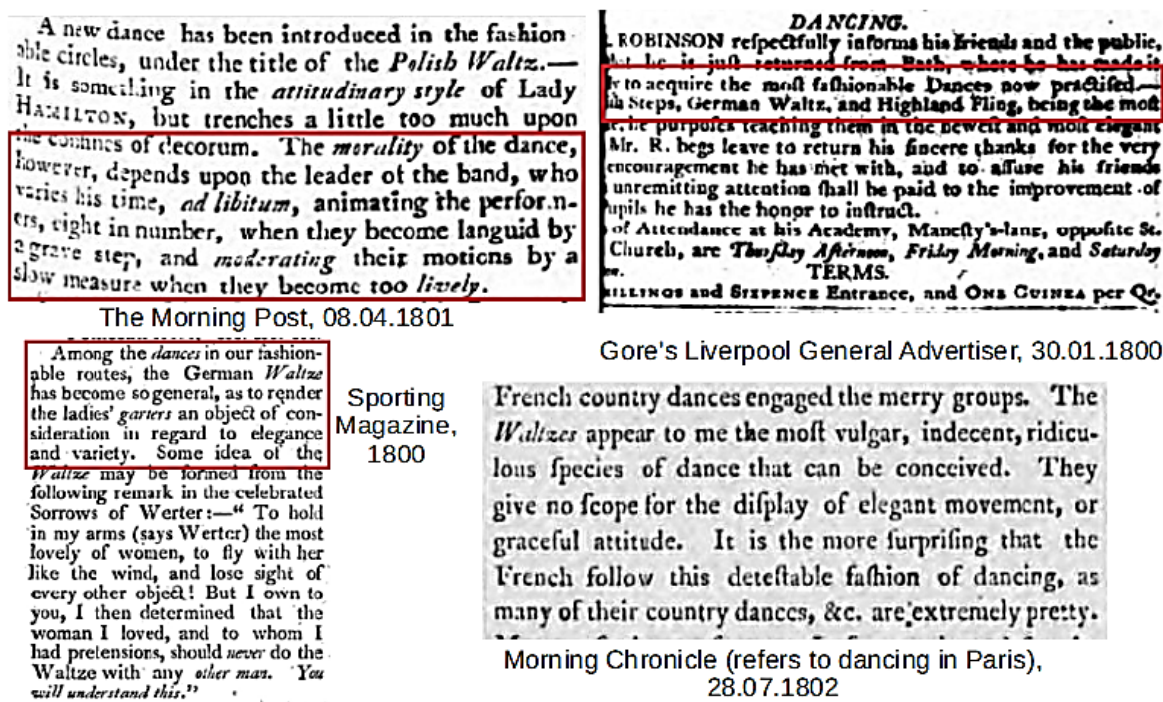 A new dance has been introduced in the fashion-
able circles, under the title of the Polish Waltz.—
It is something in the attitudinary style of Lady
HAMILTON, but trenches a little too much upon
the confines of decorum. The morality of the dance,
however, depends upon the leader of the band, who
varies his time, ad libitum, animating the perform-
ers, eight in number, when they become languid by
a grave step, and moderating their motions by a
slow measure when they become too lively.
The Morning Post, 08.04.1801
DANCING.
ROBINSON reſpectfully informs his friends and the public,
that he is juſt returned from Bath, where he has made it
to acquire the moſt faſhionable Dances now practiſed.—
Steps, German Waltz, and Highland Fling, being the moſt
he purpoſes teaching them in the neweſt and moſt elegant
Mr. R. begs leave to return his ſincere thanks for the very
encouragement he has met with, and to aſſure his friends
unremitting attention ſhall be paid to the improvement of
upils he has the honor to inſtruct.
of Attendance at his Academy, Maneſty's-lane, oppoſite St.
Church, are Thurſday Afternoon, Friday Morning, and Saturday
TERMS.
ILLINGS and SIXPENCE Entrance, and ONE GUINEA per Qr.
Gore's Liverpool General Advertiser, 30.01.1800
Among the dances in our fashion-
able routes, the German Waltze
has become so general, as to render
the ladies' garters an object of con-
sideration in regard to elegance
and variety. Some idea of the
Waltze may be formed from the
following remark in the celebrated
Sorrows of Werter:—“ To hold
in my arms (says Werter) the most
lovely of women, to fly with her
like the wind, and lose sight of
every other object! But I own to
you, I then determined that the
woman I loved, and to whom I
had pretensions, should never do the
Waltze with any other man. You
will understand this.”
Sporting
Magazine,
1800
French country dances engaged the merry groups. The
Waltzes appear to me the moſt vulgar, indecent, ridicu-
lous ſpecies of dance that can be conceived. They
give no ſcope for the diſplay of elegant movement, or
graceful attitude. It is the more ſurpriſing that the
French follow this deteſtable faſhion of dancing, as
many of their country dances, &c. are extremely pretty.
Morning Chronicle (refers to dancing in Paris),
28.07.1802